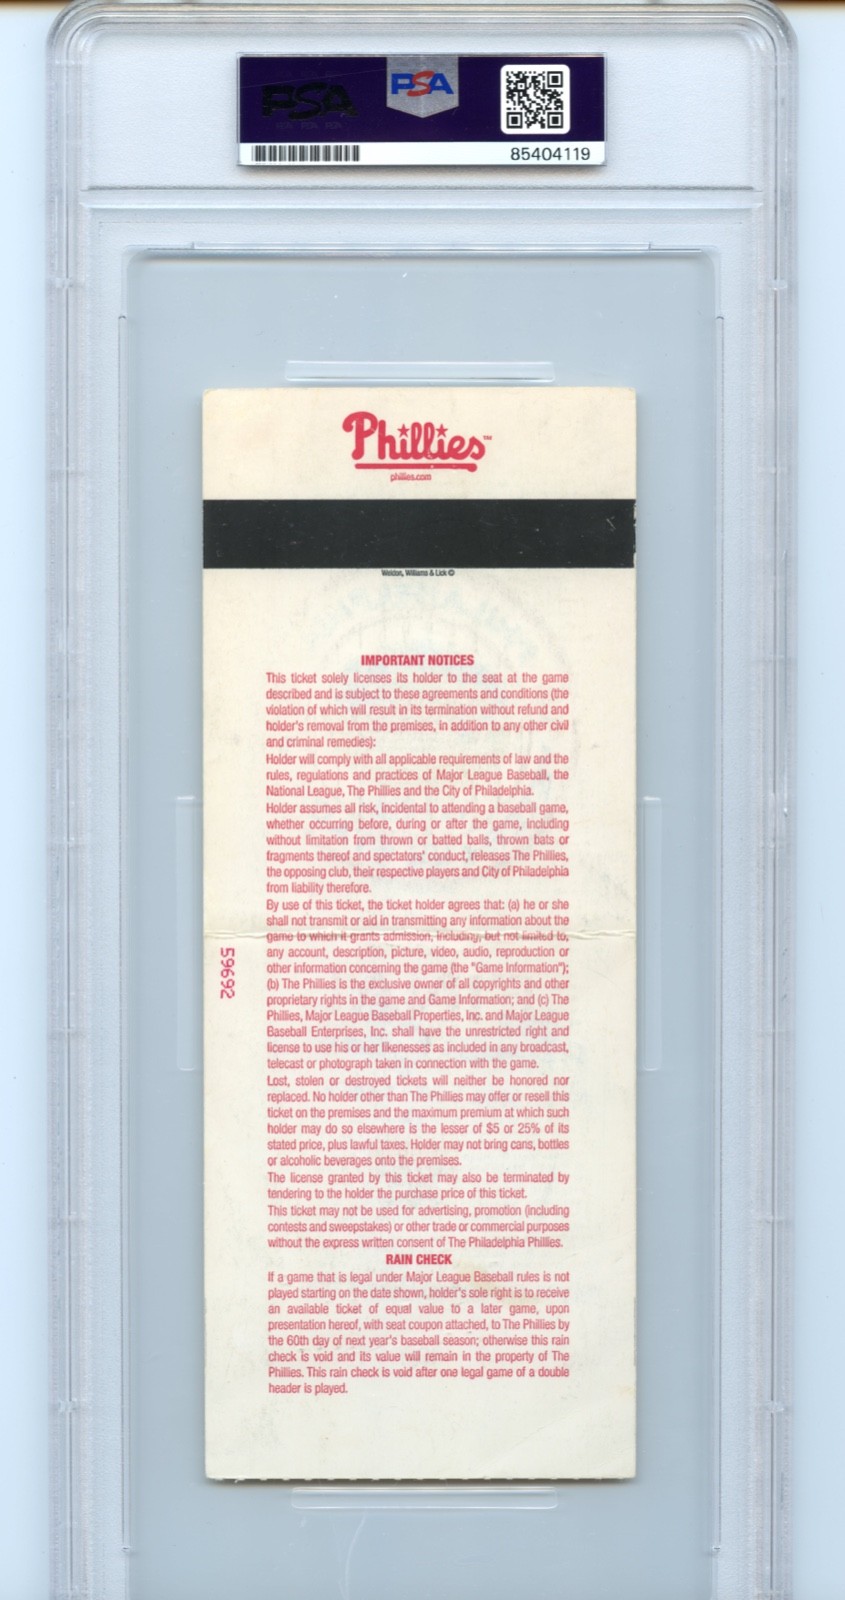 PSA
PSA
85404119
Phillies™
phillies.com
Weldon, Williams & Lick ©
IMPORTANT NOTICES
This ticket solely licenses its holder to the seat at the game
described and is subject to these agreements and conditions (the
violation of which will result in its termination without refund and
holder's removal from the premises, in addition to any other civil
and criminal remedies):
Holder will comply with all applicable requirements of law and the
rules, regulations and practices of Major League Baseball, the
National League, The Phillies and the City of Philadelphia.
Holder assumes all risk, incidental to attending a baseball game,
whether occurring before, during or after the game, including
without limitation from thrown or batted balls, thrown bats or
fragments thereof and spectators' conduct, releases The Phillies,
the opposing club, their respective players and City of Philadelphia
from liability therefore.
By use of this ticket, the ticket holder agrees that: (a) he or she
shall not transmit or aid in transmitting any information about the
game to which it grants admission, including, but not limited to,
any account, description, picture, video, audio, reproduction or
other information concerning the game (the "Game Information");
(b) The Phillies is the exclusive owner of all copyrights and other
proprietary rights in the game and Game Information; and (c) The
Phillies, Major League Baseball Properties, Inc. and Major League
Baseball Enterprises, Inc. shall have the unrestricted right and
license to use his or her likenesses as included in any broadcast,
telecast or photograph taken in connection with the game.
Lost, stolen or destroyed tickets will neither be honored nor
replaced. No holder other than The Phillies may offer or resell this
ticket on the premises and the maximum premium at which such
holder may do so elsewhere is the lesser of $5 or 25% of its
stated price, plus lawful taxes. Holder may not bring cans, bottles
or alcoholic beverages onto the premises.
The license granted by this ticket may also be terminated by
tendering to the holder the purchase price of this ticket.
This ticket may not be used for advertising, promotion (including
contests and sweepstakes) or other trade or commercial purposes
without the express written consent of The Philadelphia Phillies.
RAIN CHECK
If a game that is legal under Major League Baseball rules is not
played starting on the date shown, holder's sole right is to receive
an available ticket of equal value to a later game, upon
presentation hereof, with seat coupon attached, to The Phillies by
the 60th day of next year's baseball season; otherwise this rain
check is void and its value will remain in the property of The
Phillies. This rain check is void after one legal game of a double
header is played.
59692